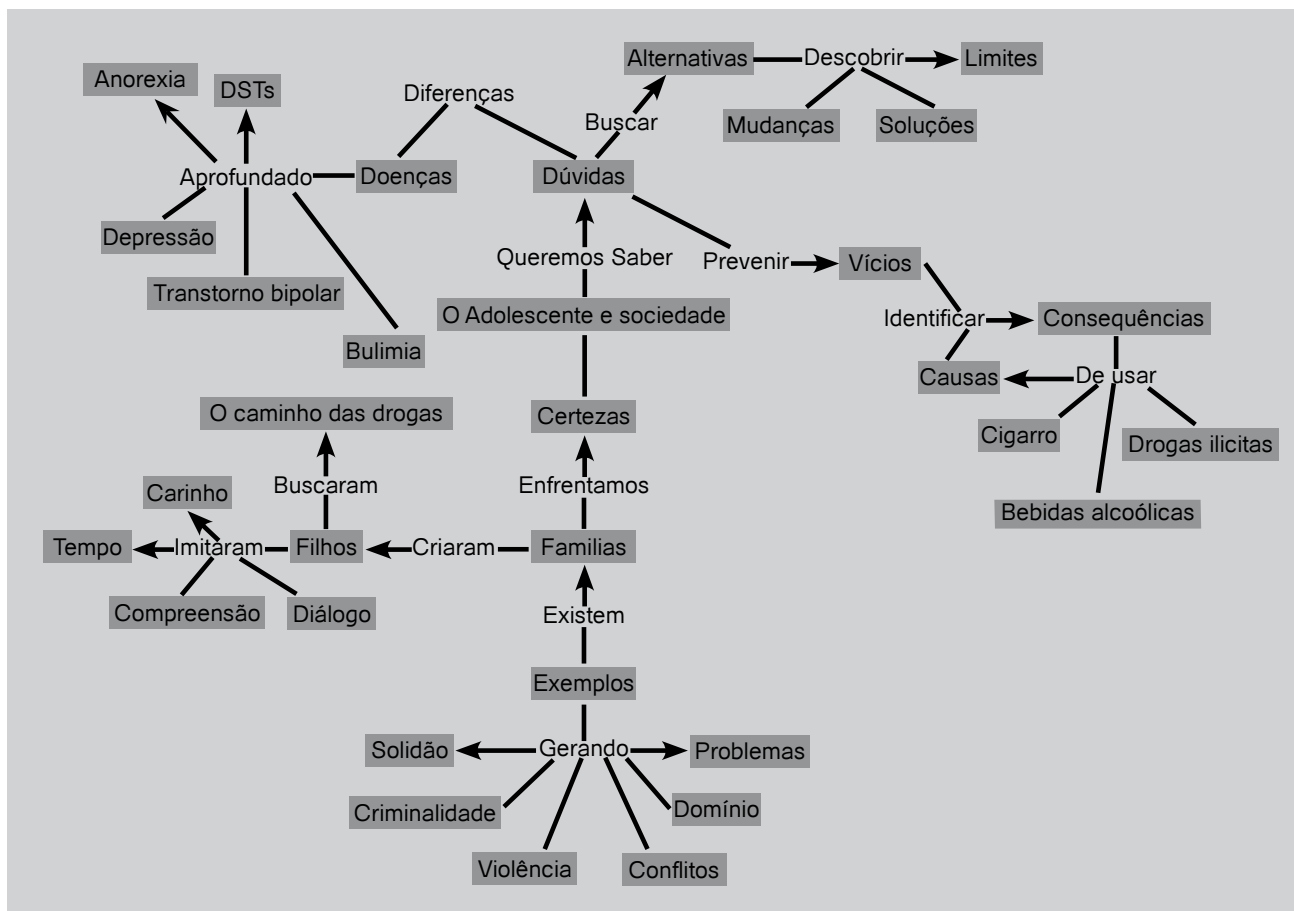 Alternativas
Descobrir
Limites
Anorexia
DSTs
Diferenças
Buscar
Mudanças
Soluções
Aprofundado
Doenças
Dúvidas
Depressão
Queremos Saber
Prevenir
Vícios
Transtorno bipolar
O Adolescente e sociedade
Identificar
Consequências
Bulimia
Causas
De usar
O caminho das drogas
Certezas
Cigarro
Drogas ilicitas
Carinho
Buscaram
Enfrentamos
Bebidas alcoólicas
Tempo
Imitaram
Filhos
Criaram
Familias
Compreensão
Diálogo
Existem
Exemplos
Solidão
Gerando
Problemas
Criminalidade
Domínio
Violência
Conflitos